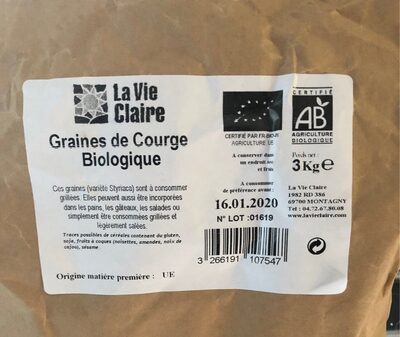 La Vie
Claire
Graines de Courge
Biologique
Ces graines (variété Styriaca) sont à consommer
grillées. Elles peuvent aussi être incorporées
dans les pains, les gâteaux, les salades ou
simplement être consommées grillées et
légèrement salées.
Traces possibles de céréales contenant du gluten,
soja, fruits à coques (noisettes, amandes, noix de
cajou), sésame
Origine matière première : UE
CERTIFIÉ PAR FR-BIO
AGRICULTURE UE
A conserver dans
un endroit sec
et frais
A consommer
de préférence avant :
16.01.2020
N° LOT :01619
3 266191 107547
CERTIFIÉ
AB
AGRICULTURE
BIOLOGIQUE
Poids net :
3 Kg e
La Vie Claire
1982 RD 386
69700 MONTAGNY
Tel : 04.72.67.80.08
www.lavieclaire.com